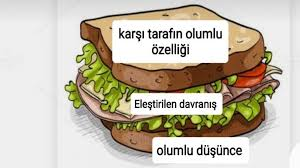 karşı tarafın olumlu
özelliği
Eleştirilen davranış
olumlu düşünce